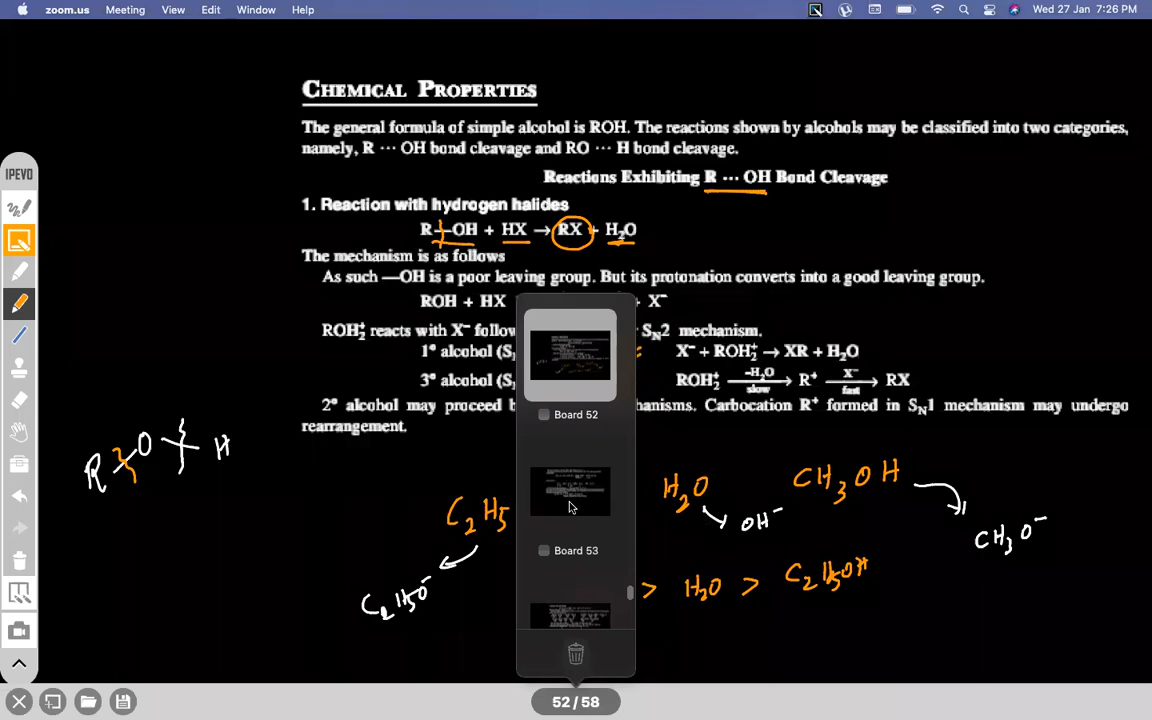 zoom.us Meeting View Edit Window Help Wed 27 Jan 7:26 PM
IPEVO
CHEMICAL PROPERTIES
The general formula of simple alcohol is ROH. The reactions shown by alcohols may be classified into two categories,
namely, R ··· OH bond cleavage and RO ··· H bond cleavage.
Reactions Exhibiting R ··· OH Bond Cleavage
1. Reaction with hydrogen halides
R—OH + HX → RX + H₂O
The mechanism is as follows
As such —OH is a poor leaving group. But its protonation converts into a good leaving group.
ROH + HX + X⁻
ROH₂⁺ reacts with X⁻ follow S_N2 mechanism.
1° alcohol (S X⁻ + ROH₂⁺ → XR + H₂O
3° alcohol (S ROH₂⁺ –H₂O slow → R⁺ X⁻ fast → RX
2° alcohol may proceed b hanisms. Carbocation R⁺ formed in S_N1 mechanism may undergo
rearrangement.
R O H
C₂H₅ H₂O CH₃OH
OH⁻ CH₃O⁻
C₂H₅O⁻ > H₂O > C₂H₅OH
Board 52
Board 53
52 / 58